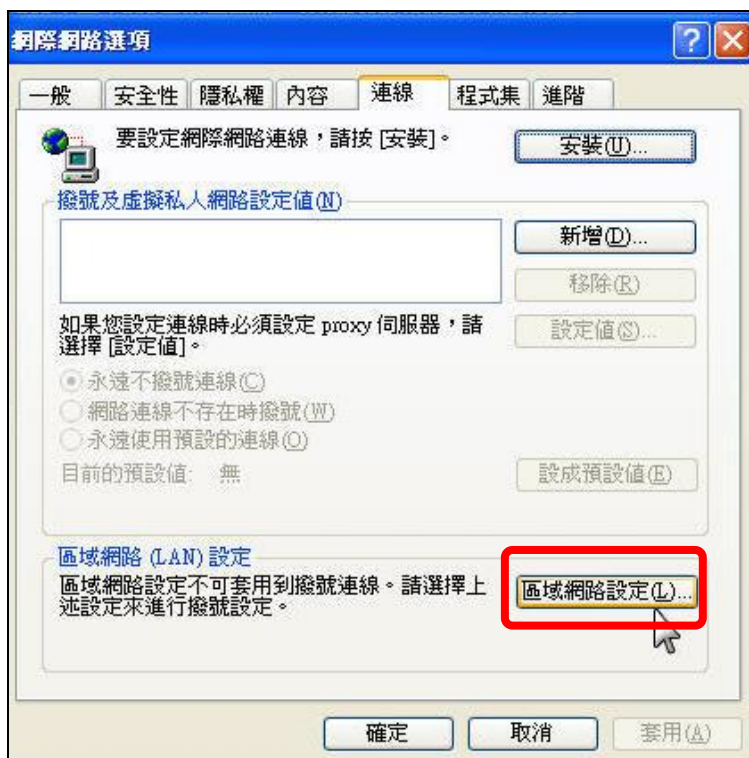 網際網路選項
一般 安全性 隱私權 內容 連線 程式集 進階
要設定網際網路連線，請按 [安裝]。
安裝(U)...
撥號及虛擬私人網路設定值(N)
新增(D)...
移除(R)
如果您設定連線時必須設定 proxy 伺服器，請
選擇 [設定值]。
設定值(S)...
永遠不撥號連線(C)
網路連線不存在時撥號(W)
永遠使用預設的連線(O)
目前的預設值: 無
設成預設值(E)
區域網路 (LAN) 設定
區域網路設定不可套用到撥號連線。請選擇上
述設定來進行撥號設定。
區域網路設定(L)...
確定 取消 套用(A)